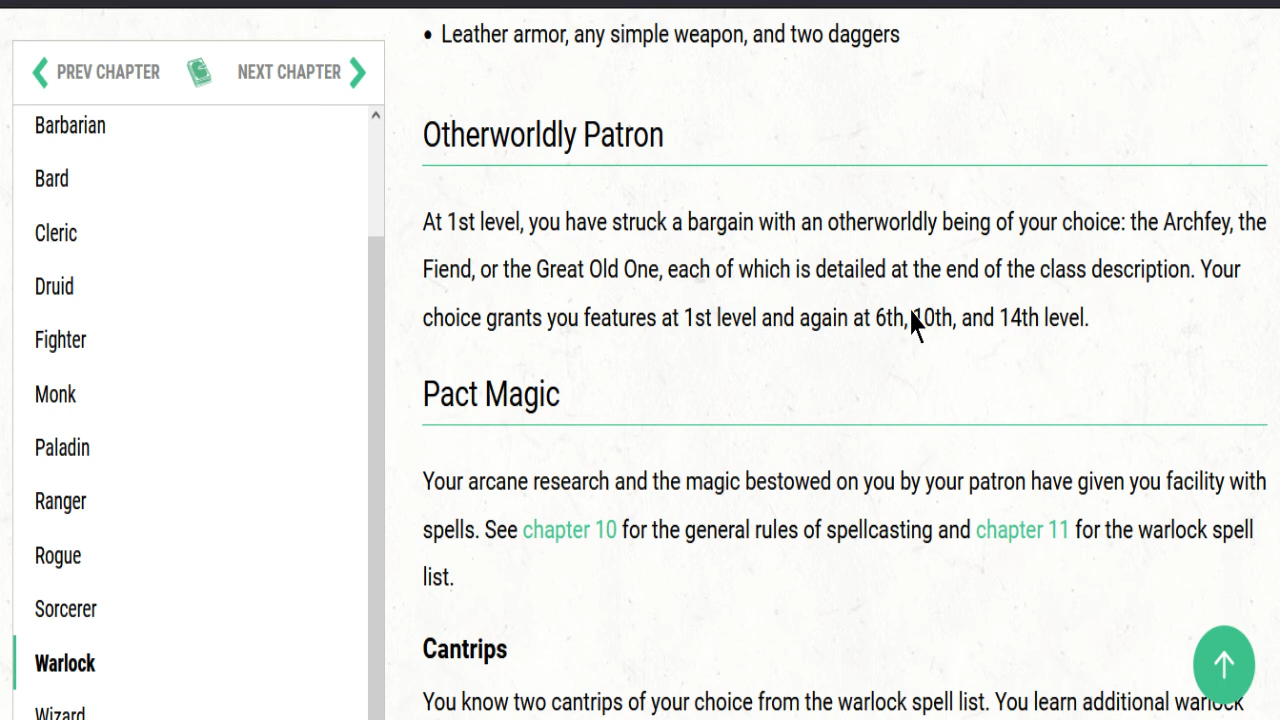 PREV CHAPTER
NEXT CHAPTER
Barbarian
Bard
Cleric
Druid
Fighter
Monk
Paladin
Ranger
Rogue
Sorcerer
Warlock
Wizard
• Leather armor, any simple weapon, and two daggers
Otherworldly Patron
At 1st level, you have struck a bargain with an otherworldly being of your choice: the Archfey, the
Fiend, or the Great Old One, each of which is detailed at the end of the class description. Your
choice grants you features at 1st level and again at 6th, 10th, and 14th level.
Pact Magic
Your arcane research and the magic bestowed on you by your patron have given you facility with
spells. See chapter 10 for the general rules of spellcasting and chapter 11 for the warlock spell
list.
Cantrips
You know two cantrips of your choice from the warlock spell list. You learn additional warlock